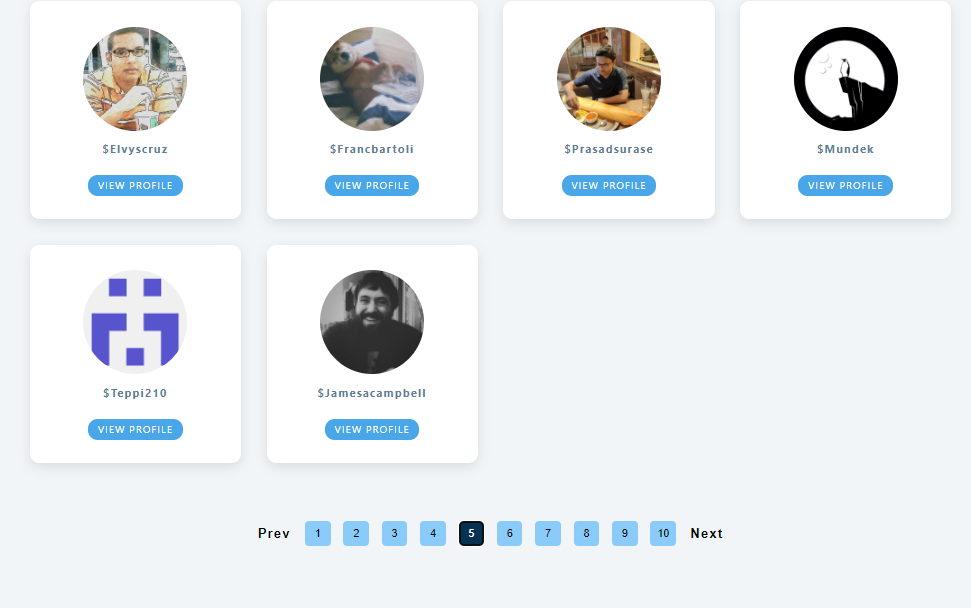 $Elvyscruz
$Francbartoli
$Prasadsurase
$Mundek
VIEW PROFILE
VIEW PROFILE
VIEW PROFILE
VIEW PROFILE
$Teppi210
$Jamesacampbell
VIEW PROFILE
VIEW PROFILE
Prev 1 2 3 4 5 6 7 8 9 10 Next